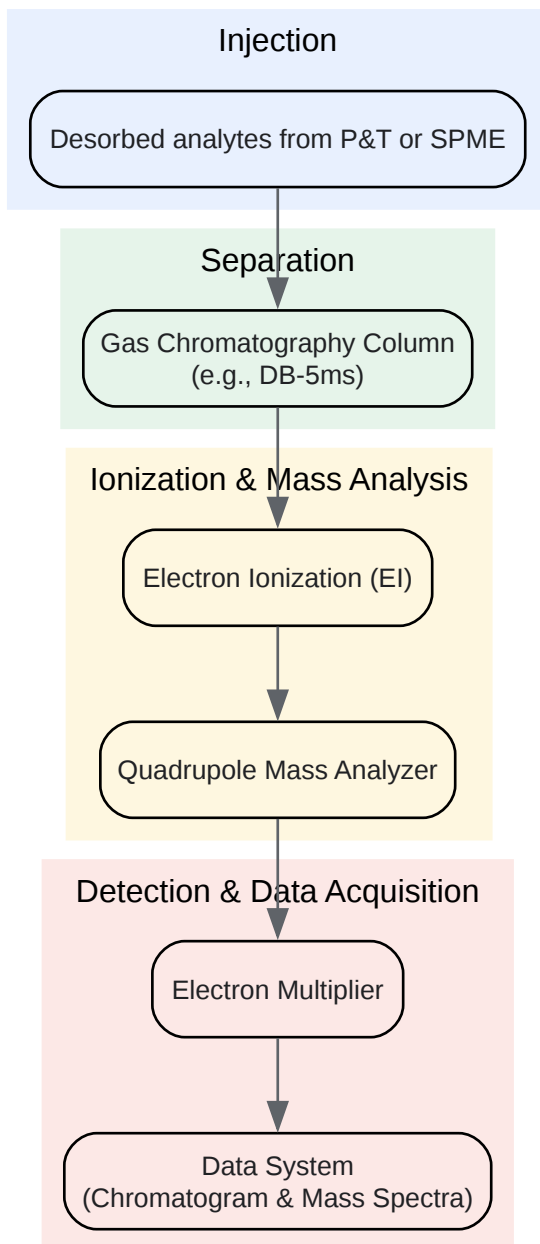 Injection
Desorbed analytes from P&T or SPME
Separation
Gas Chromatography Column
(e.g., DB-5ms)
Ionization & Mass Analysis
Electron Ionization (EI)
Quadrupole Mass Analyzer
Detection & Data Acquisition
Electron Multiplier
Data System
(Chromatogram & Mass Spectra)